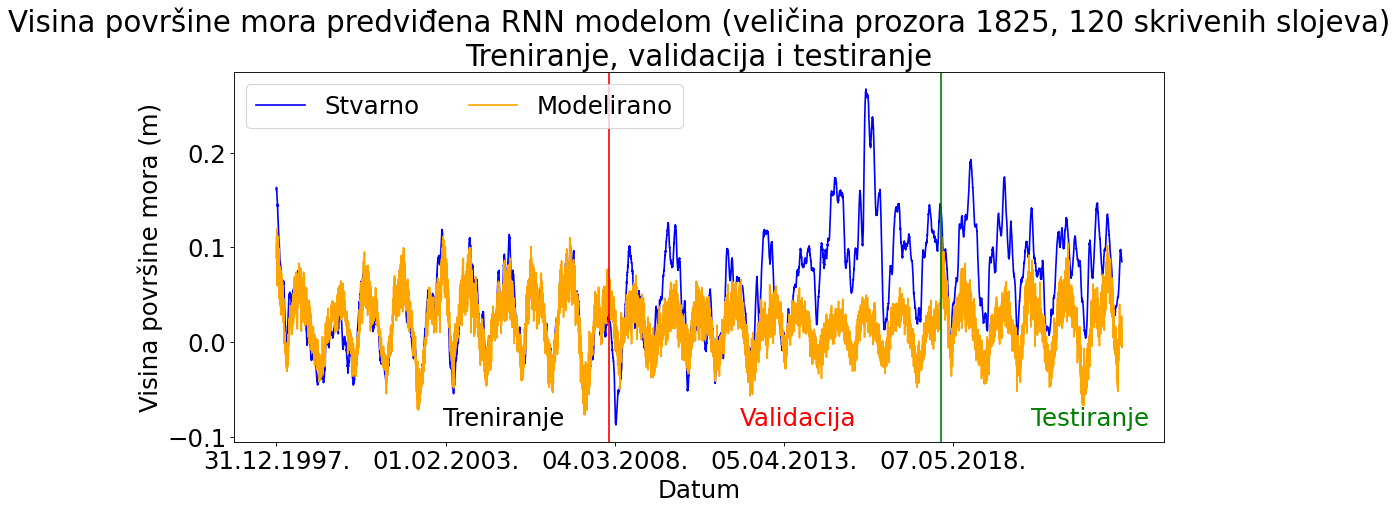 Visina površine mora predviđena RNN modelom (veličina prozora 1825, 120 skrivenih slojeva)
Treniranje, validacija i testiranje
Stvarno
Modelirano
Visina površine mora (m)
0.2
0.1
0.0
−0.1
Treniranje
Validacija
Testiranje
31.12.1997.
01.02.2003.
04.03.2008.
05.04.2013.
07.05.2018.
Datum